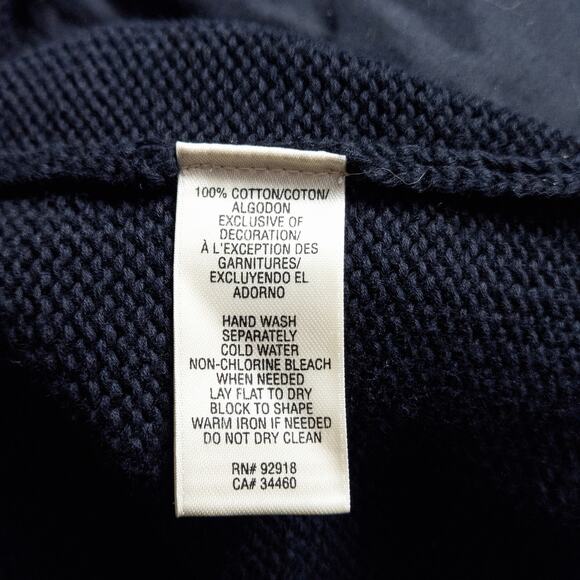 100% COTTON/COTON/
ALGODON
EXCLUSIVE OF
DECORATION/
À L'EXCEPTION DES
GARNITURES/
EXCLUYENDO EL
ADORNO
HAND WASH
SEPARATELY
COLD WATER
NON-CHLORINE BLEACH
WHEN NEEDED
LAY FLAT TO DRY
BLOCK TO SHAPE
WARM IRON IF NEEDED
DO NOT DRY CLEAN
RN# 92918
CA# 34460